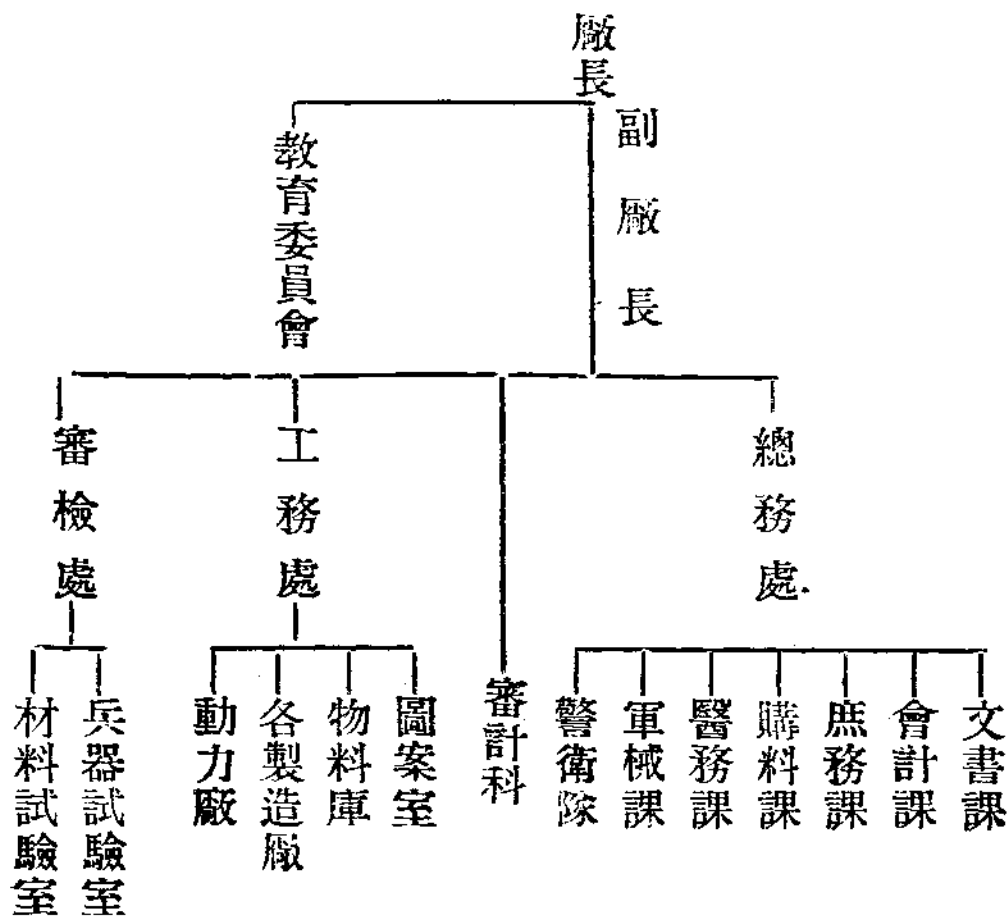 廠長
副廠長
教育委員會
總務處
審計科
工務處
審檢處
文書課
會計課
庶務課
購料課
醫務課
軍械課
警衛隊
圖案室
物料庫
各製造廠
動力廠
兵器試驗室
材料試驗室